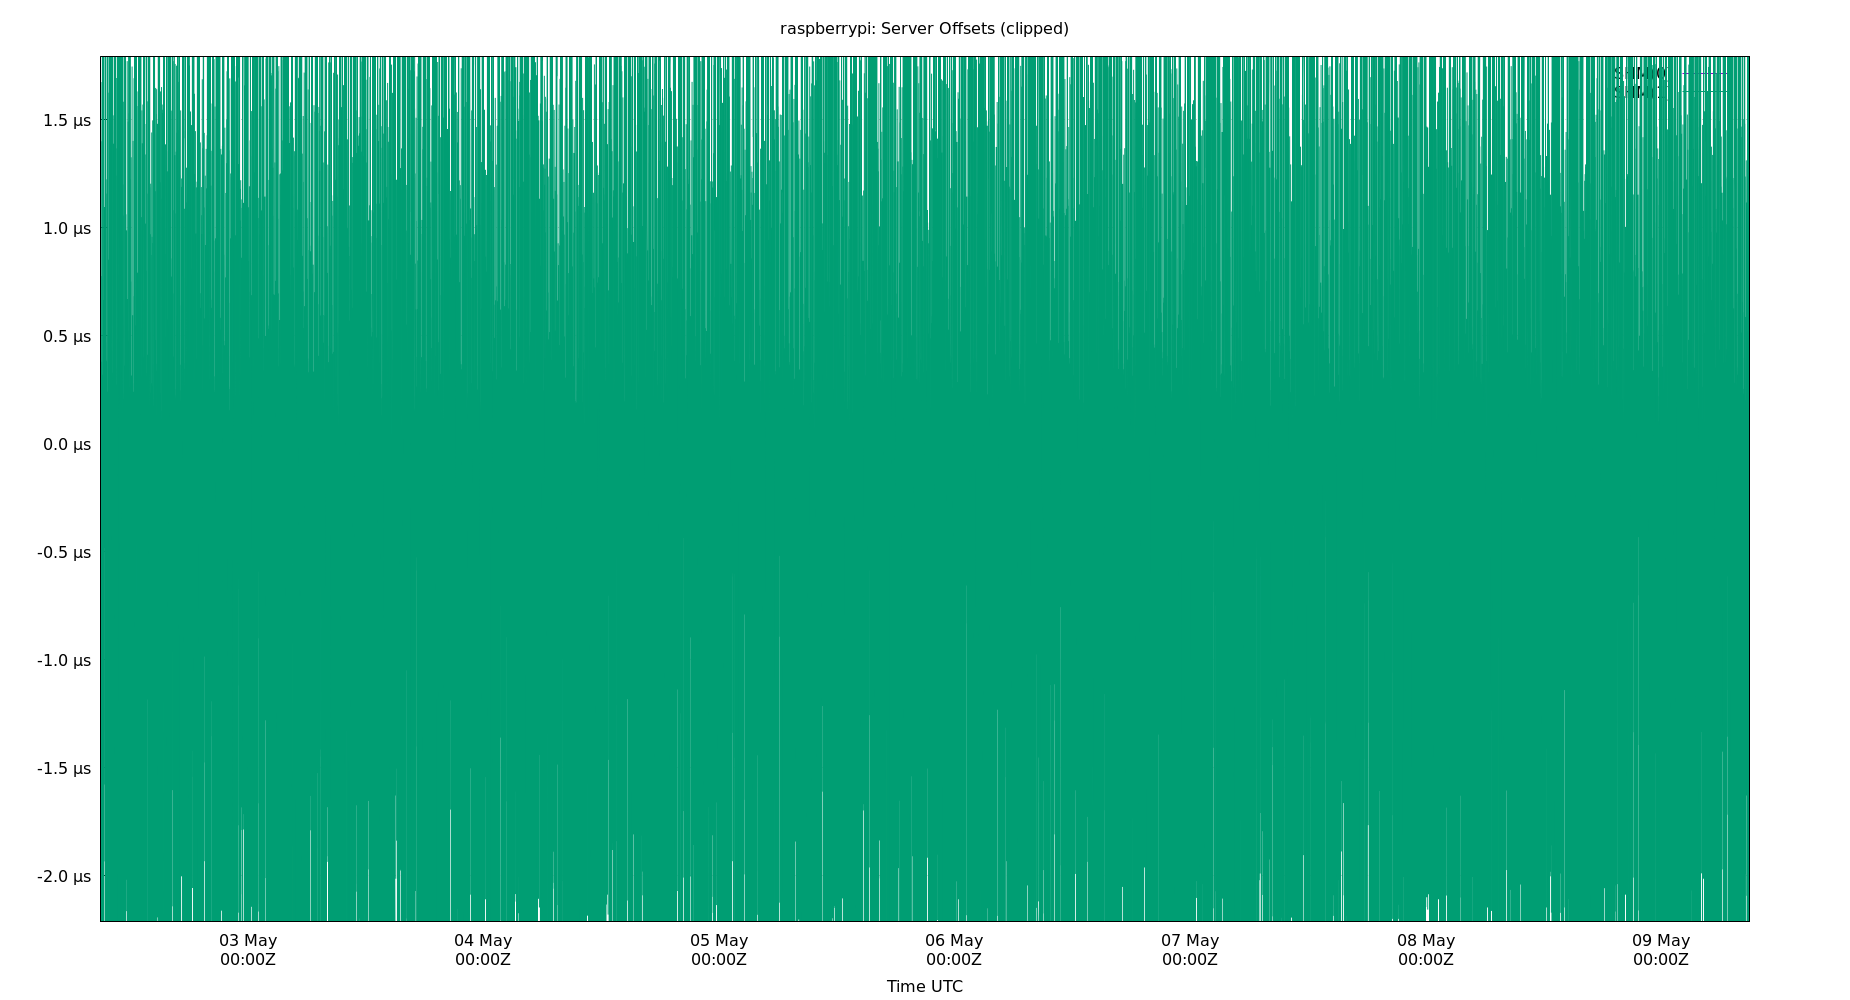 raspberrypi: Server Offsets (clipped)
1.5 µs
1.0 µs
0.5 µs
0.0 µs
-0.5 µs
-1.0 µs
-1.5 µs
-2.0 µs
03 May 04 May 05 May 06 May 07 May 08 May 09 May
00:00Z 00:00Z 00:00Z 00:00Z 00:00Z 00:00Z 00:00Z
Time UTC